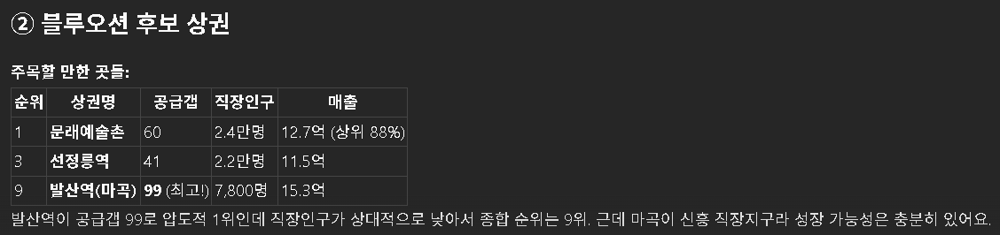 ② 블루오션 후보 상권
주목할 만한 곳들:
순위 상권명 공급갭 직장인구 매출
1 문래예술촌 60 2.4만명 12.7억 (상위 88%)
3 선정릉역 41 2.2만명 11.5억
9 발산역(마곡) 99 (최고!) 7,800명 15.3억
발산역이 공급갭 99로 압도적 1위인데 직장인구가 상대적으로 낮아서 종합 순위는 9위. 근데 마곡이 신흥 직장지구라 성장 가능성은 충분히 있어요.